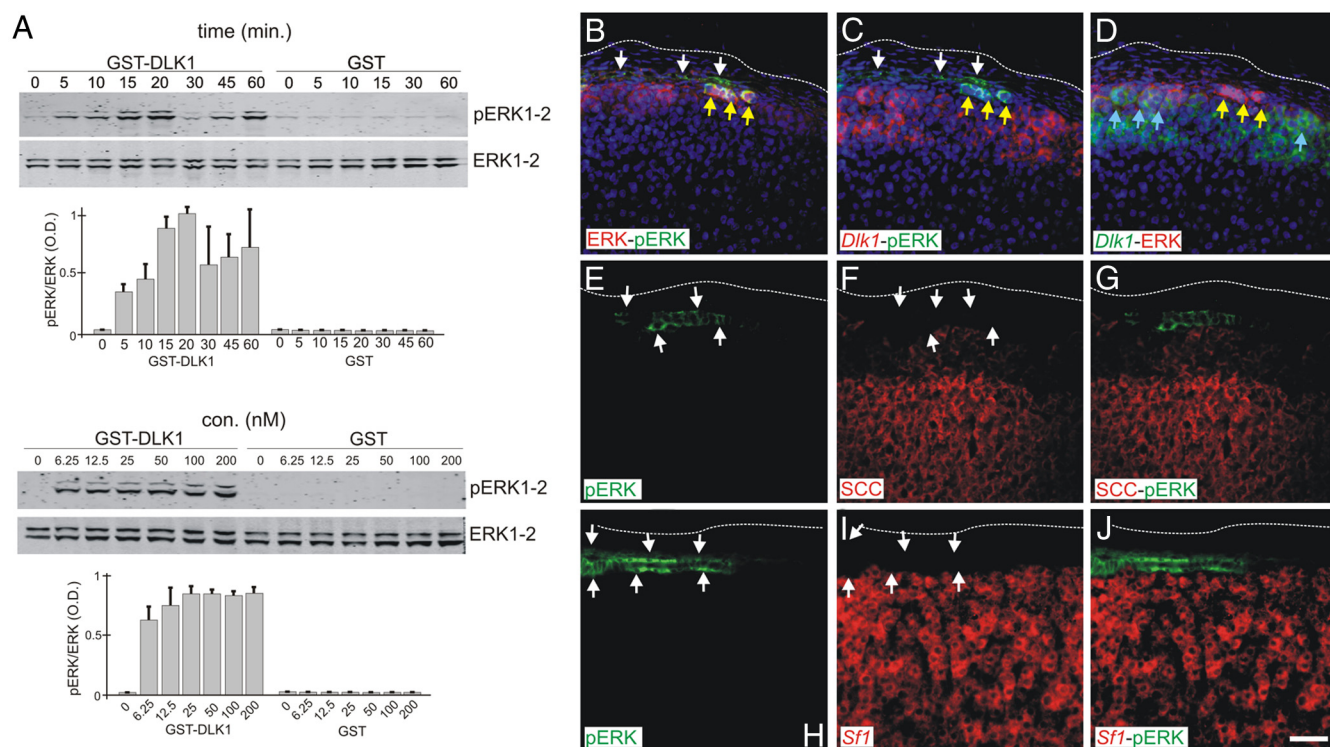 A
time (min.)
GST-DLK1 GST
0 5 10 15 20 30 45 60 0 5 10 15 20 30 45 60
pERK1-2
ERK1-2
pERK/ERK (O.D.)
1
0.5
0
0 5 10 15 20 30 45 60 0 5 10 15 20 30 45 60
GST-DLK1 GST
con. (nM)
GST-DLK1 GST
0 6.25 12.5 25 50 100 200 0 6.25 12.5 25 50 100 200
pERK1-2
ERK1-2
pERK/ERK (O.D.)
1
0.5
0
0 6.25 12.5 25 50 100 200 0 6.25 12.5 25 50 100 200
GST-DLK1 GST
B
ERK-pERK
C
Dlk1-pERK
D
Dlk1-ERK
E
pERK
F
SCC
G
SCC-pERK
pERK
H
I
Sf1
J
Sf1-pERK